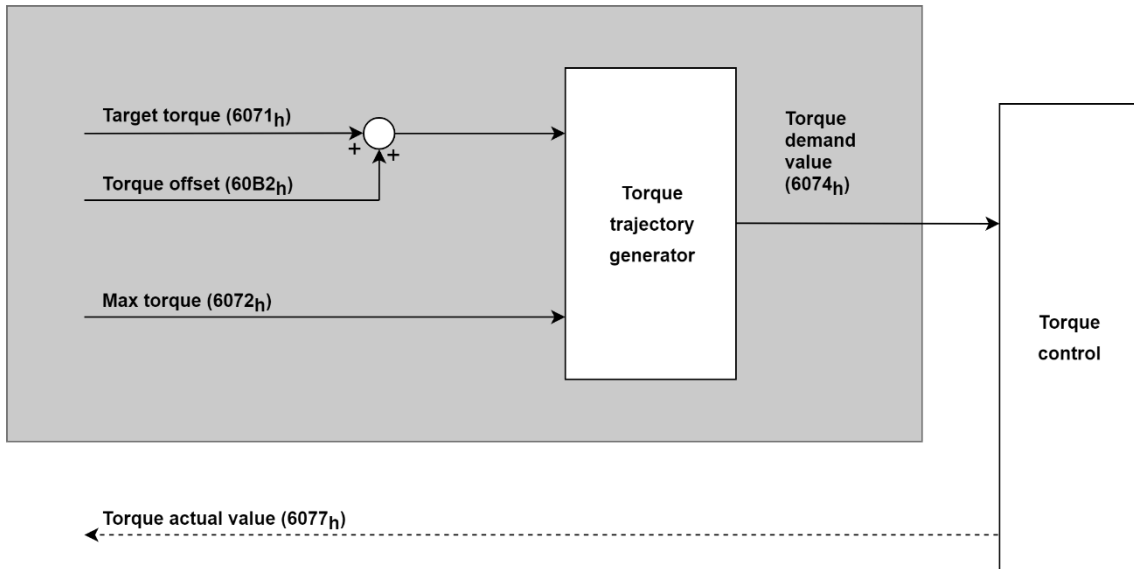 Target torque (6071h)
+
+
Torque offset (60B2h)
Max torque (6072h)
Torque
trajectory
generator
Torque
demand
value
(6074h)
Torque
control
Torque actual value (6077h)